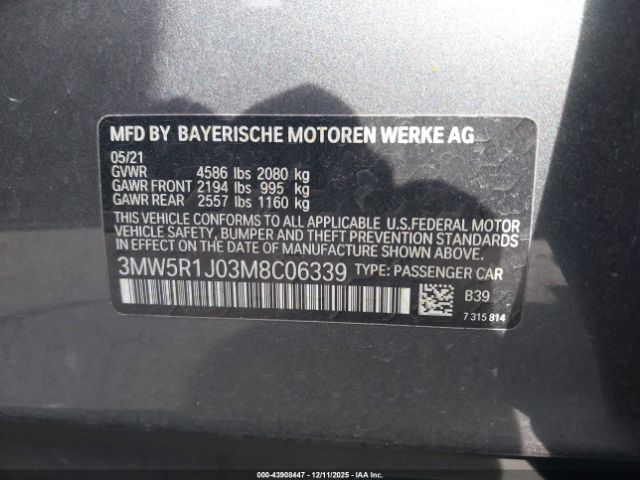 MFD BY BAYERISCHE MOTOREN WERKE AG
05/21
GVWR 4586 lbs 2080 kg
GAWR FRONT 2194 lbs 995 kg
GAWR REAR 2557 lbs 1160 kg
THIS VEHICLE CONFORMS TO ALL APPLICABLE U.S.FEDERAL MOTOR
VEHICLE SAFETY, BUMPER AND THEFT PREVENTION STANDARDS
IN EFFECT ON THE DATE OF MANUFACTURE SHOWN ABOVE.
3MW5R1J03M8C06339 TYPE: PASSENGER CAR
B39
7 315 814
000-43908447 - 12/11/2025 - IAAI.COM